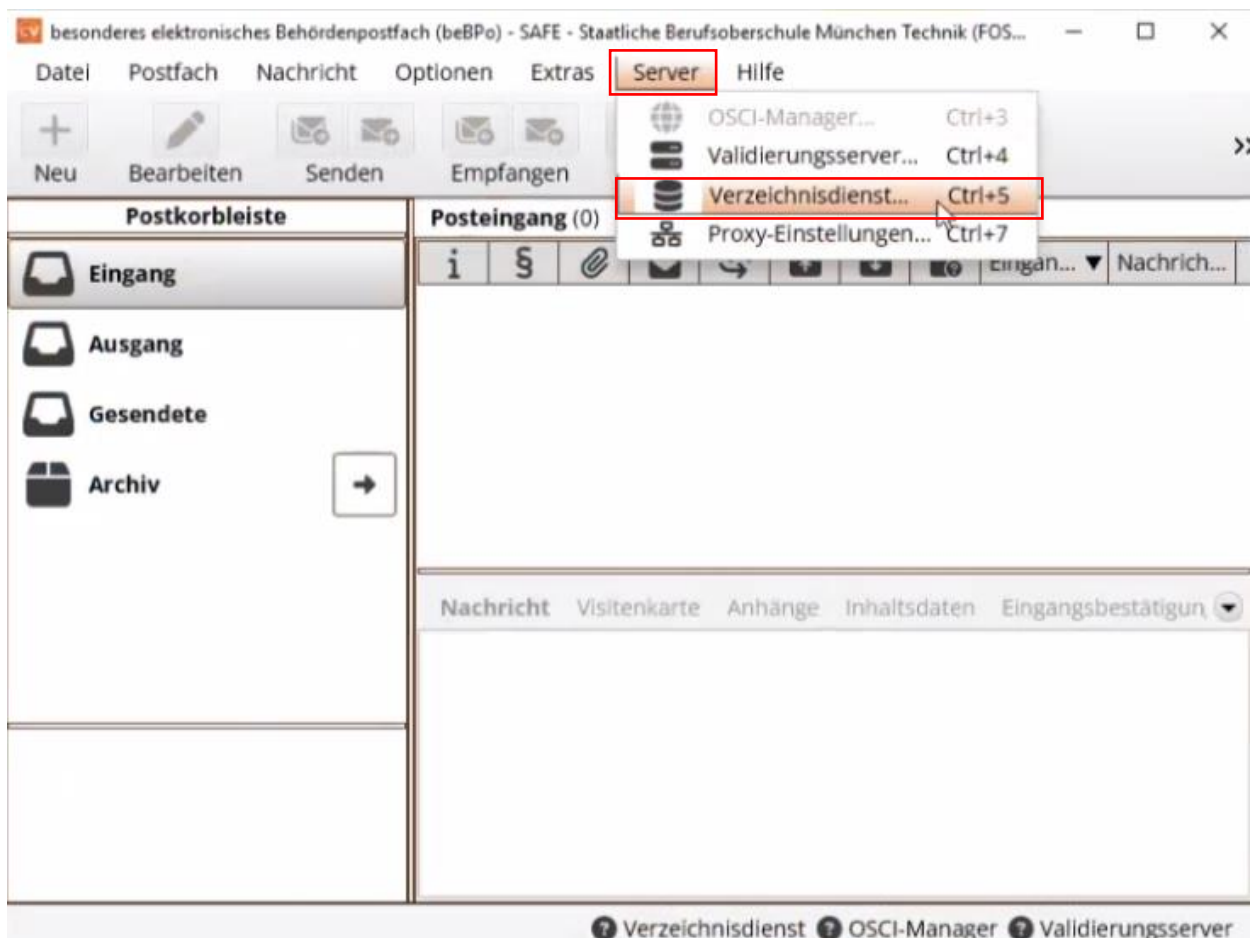 besonderes elektronisches Behördenpostfach (beBPo) - SAFE - Staatliche Berufsoberschule München Technik (FOS...
Datei Postfach Nachricht Optionen Extras Server Hilfe
Neu Bearbeiten Senden Empfangen
OSCI-Manager... Ctrl+3
Validierungsserver... Ctrl+4
Verzeichnisdienst... Ctrl+5
Proxy-Einstellungen... Ctrl+7
Postkorbleiste
Posteingang (0)
i § Eingan... ▼ Nachrich...
Eingang
Ausgang
Gesendete
Archiv
Nachricht Visitenkarte Anhänge Inhaltsdaten Eingangsbestätigun
Verzeichnisdienst OSCI-Manager Validierungsserver